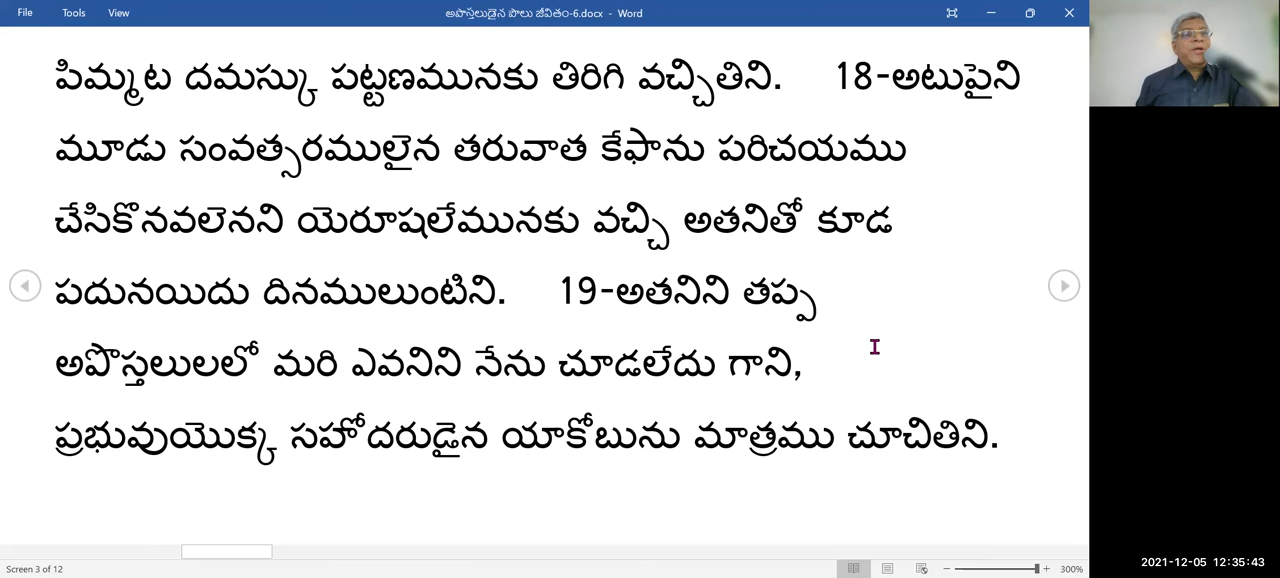 File Tools View అపొస్తలుడైన పౌలు జీవితం-6.docx - Word
పిమ్మట దమస్కు పట్టణమునకు తిరిగి వచ్చితిని. 18-అటుపైని
మూడు సంవత్సరములైన తరువాత కేఫాను పరిచయము
చేసికొనవలెనని యెరూషలేమునకు వచ్చి అతనితో కూడ
పదునయిదు దినములుంటిని. 19-అతనిని తప్ప
అపొస్తలులలో మరి ఎవనిని నేను చూడలేదు గాని,
ప్రభువుయొక్క సహోదరుడైన యాకోబును మాత్రము చూచితిని.
Screen 3 of 12 300%
2021-12-05 12:35:43